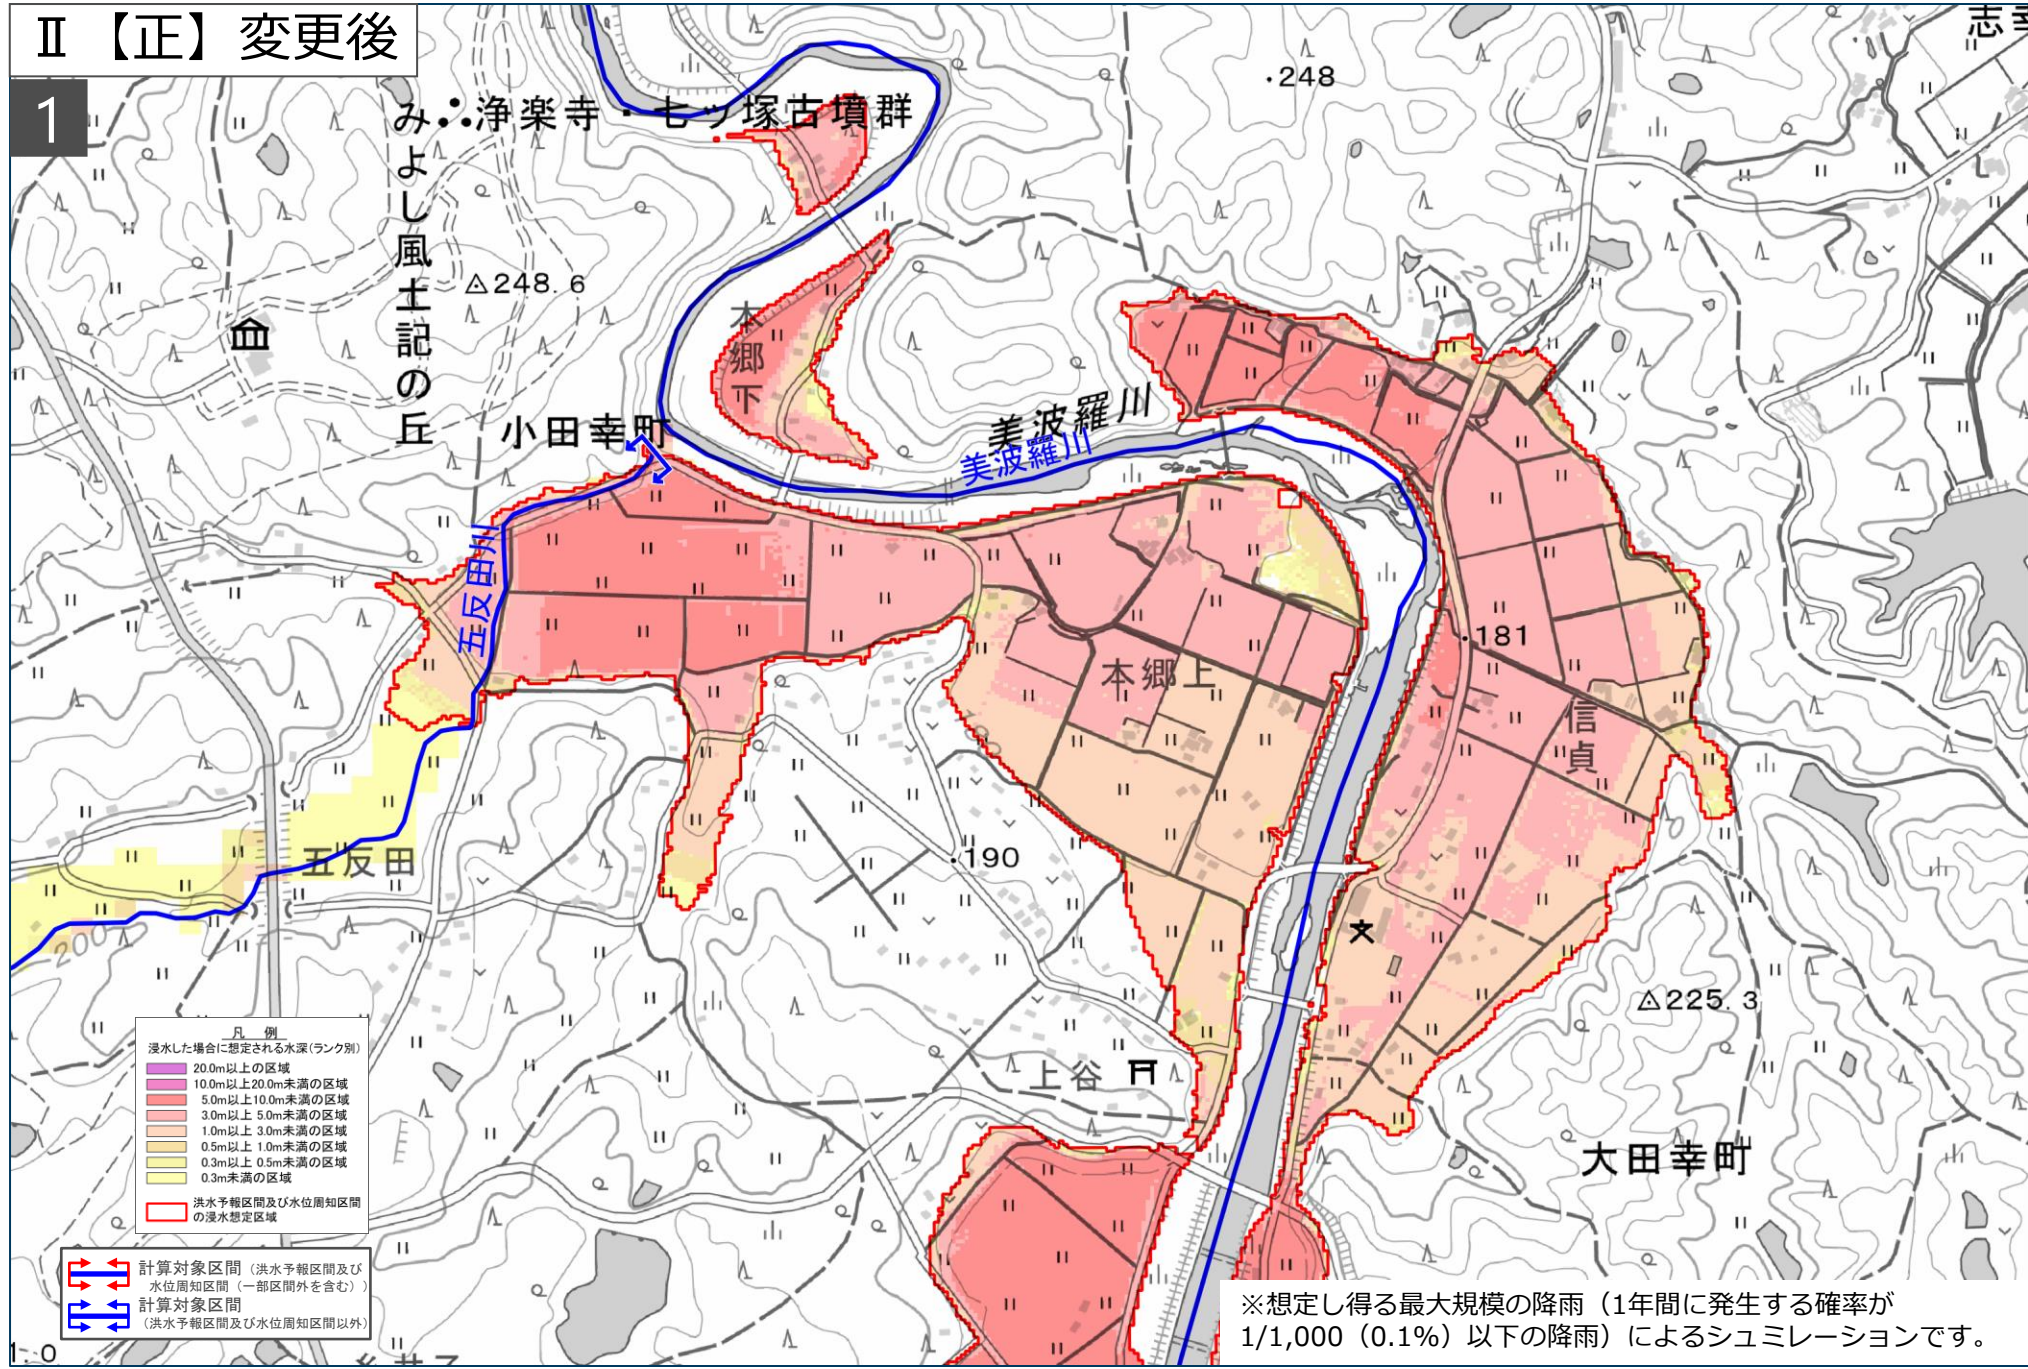 Ⅱ 【正】変更後
1
志幸
・248
み∴浄楽寺・七ッ塚古墳群
みよし風土記の丘
△248.6
200
本郷下
小田幸町
美波羅川
美波羅川
五反田川
・181
本郷上
信貞
180
・190
五反田
200
文
△225.3
上谷
大田幸町
凡 例
浸水した場合に想定される水深(ランク別)
20.0m以上の区域
10.0m以上20.0m未満の区域
5.0m以上10.0m未満の区域
3.0m以上 5.0m未満の区域
1.0m以上 3.0m未満の区域
0.5m以上 1.0m未満の区域
0.3m以上 0.5m未満の区域
0.3m未満の区域
洪水予報区間及び水位周知区間
の浸水想定区域
計算対象区間（洪水予報区間及び
水位周知区間（一部区間外を含む））
計算対象区間
（洪水予報区間及び水位周知区間以外）
※想定し得る最大規模の降雨（1年間に発生する確率が
1/1,000（0.1%）以下の降雨）によるシュミレーションです。